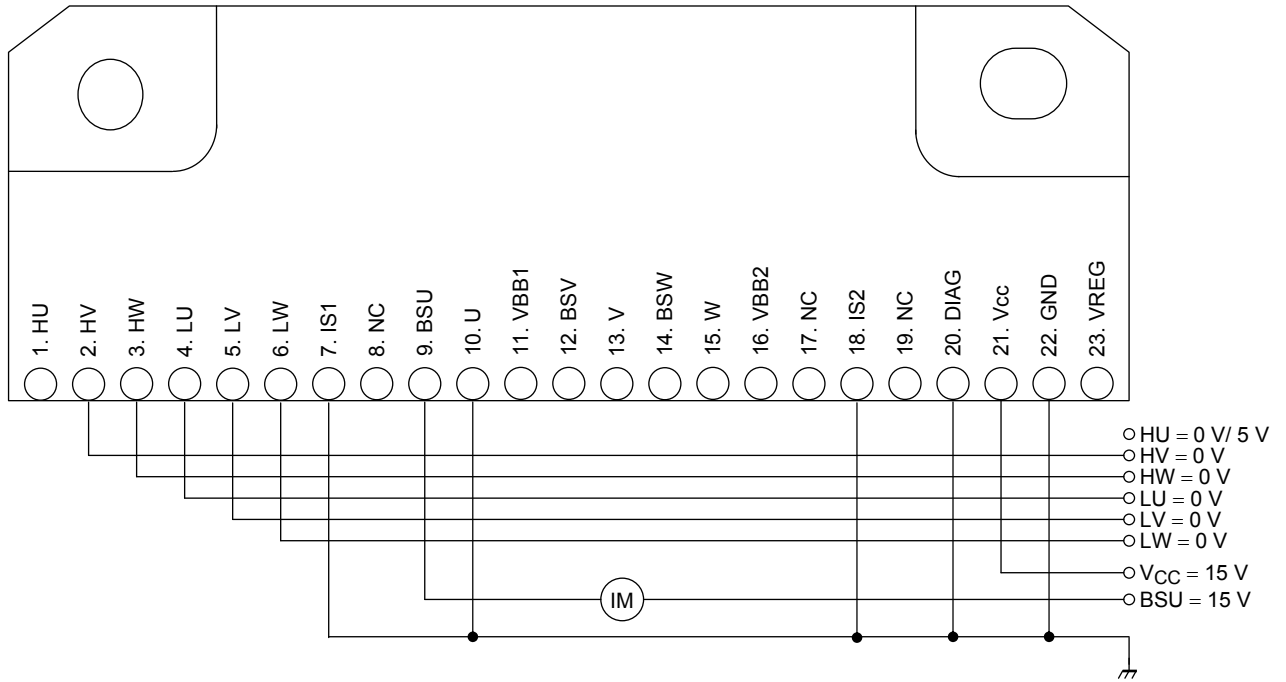 1. HU
2. HV
3. HW
4. LU
5. LV
6. LW
7. IS1
8. NC
9. BSU
10. U
11. VBB1
12. BSV
13. V
14. BSW
15. W
16. VBB2
17. NC
18. IS2
19. NC
20. DIAG
21. Vcc
22. GND
23. VREG
HU = 0 V/ 5 V
HV = 0 V
HW = 0 V
LU = 0 V
LV = 0 V
LW = 0 V
VCC = 15 V
IM
BSU = 15 V